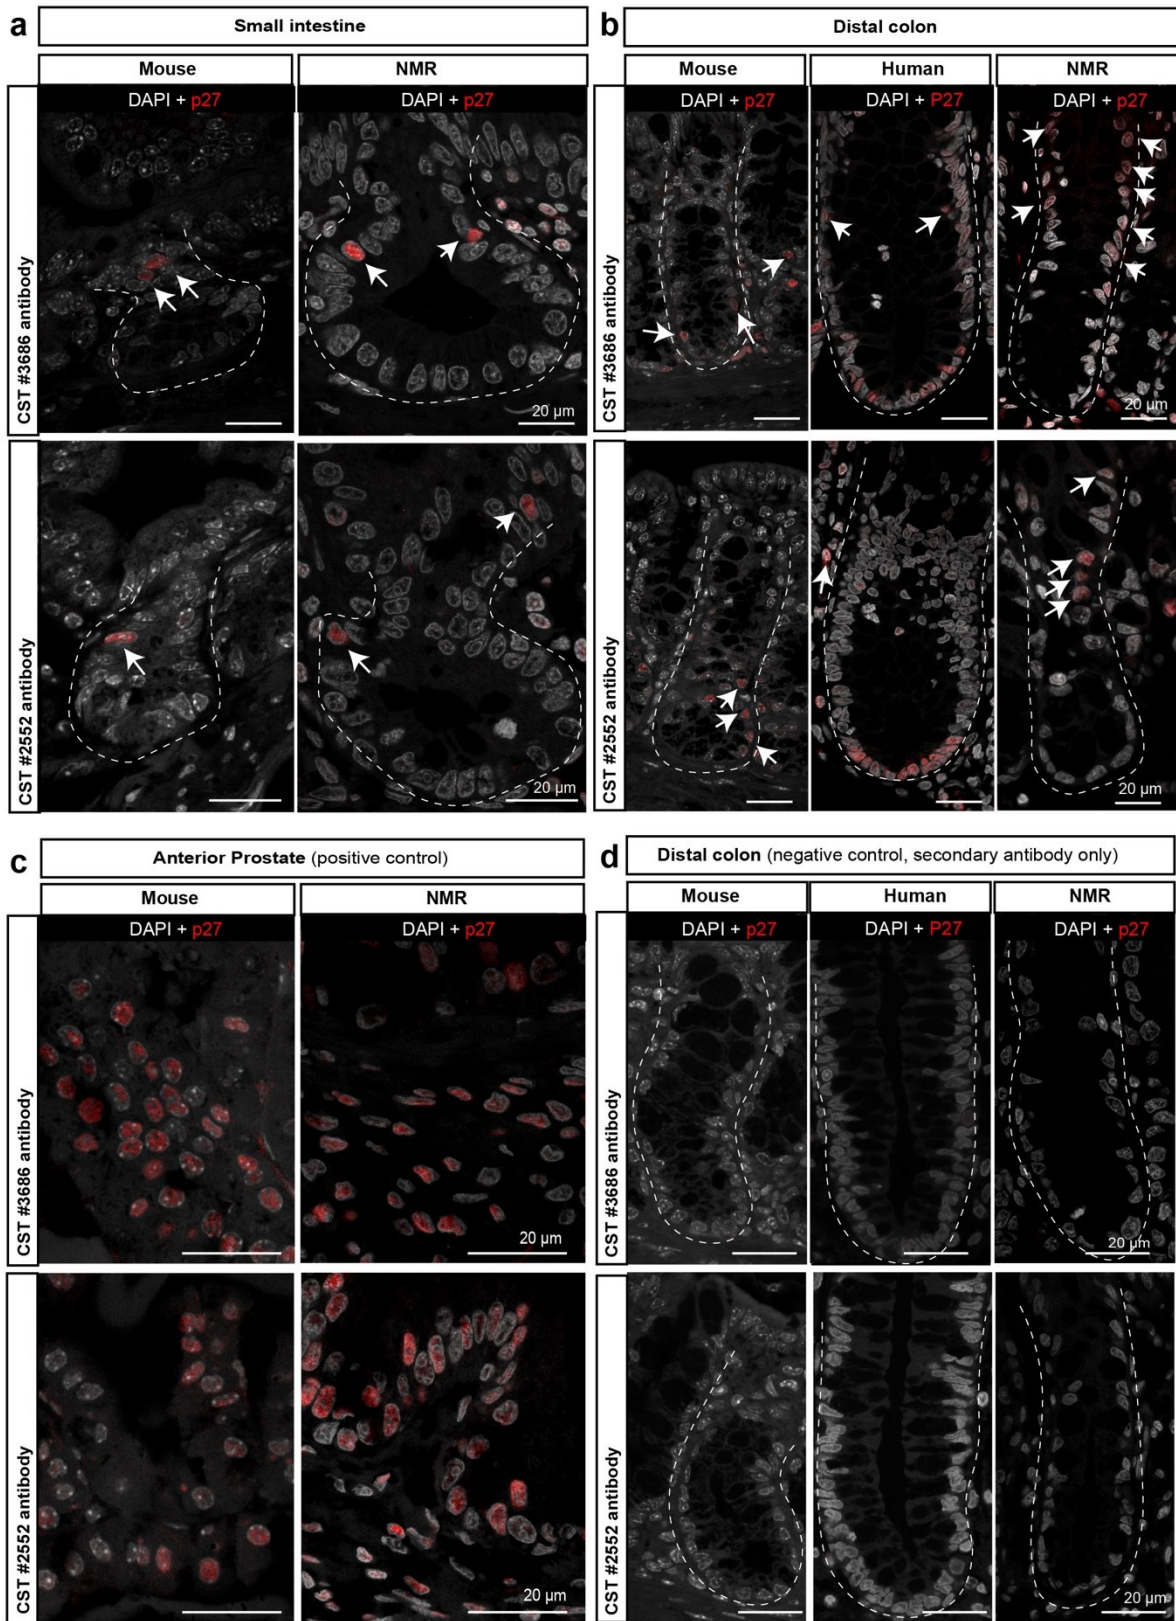 a
Small intestine
Mouse
NMR
DAPI + p27
DAPI + p27
CST #3686 antibody
20 µm
CST #2552 antibody
20 µm
b
Distal colon
Mouse
Human
NMR
DAPI + p27
DAPI + P27
DAPI + p27
CST #3686 antibody
20 µm
CST #2552 antibody
20 µm
c
Anterior Prostate (positive control)
Mouse
NMR
DAPI + p27
DAPI + p27
CST #3686 antibody
20 µm
CST #2552 antibody
20 µm
d
Distal colon (negative control, secondary antibody only)
Mouse
Human
NMR
DAPI + p27
DAPI + P27
DAPI + p27
CST #3686 antibody
20 µm
CST #2552 antibody
20 µm